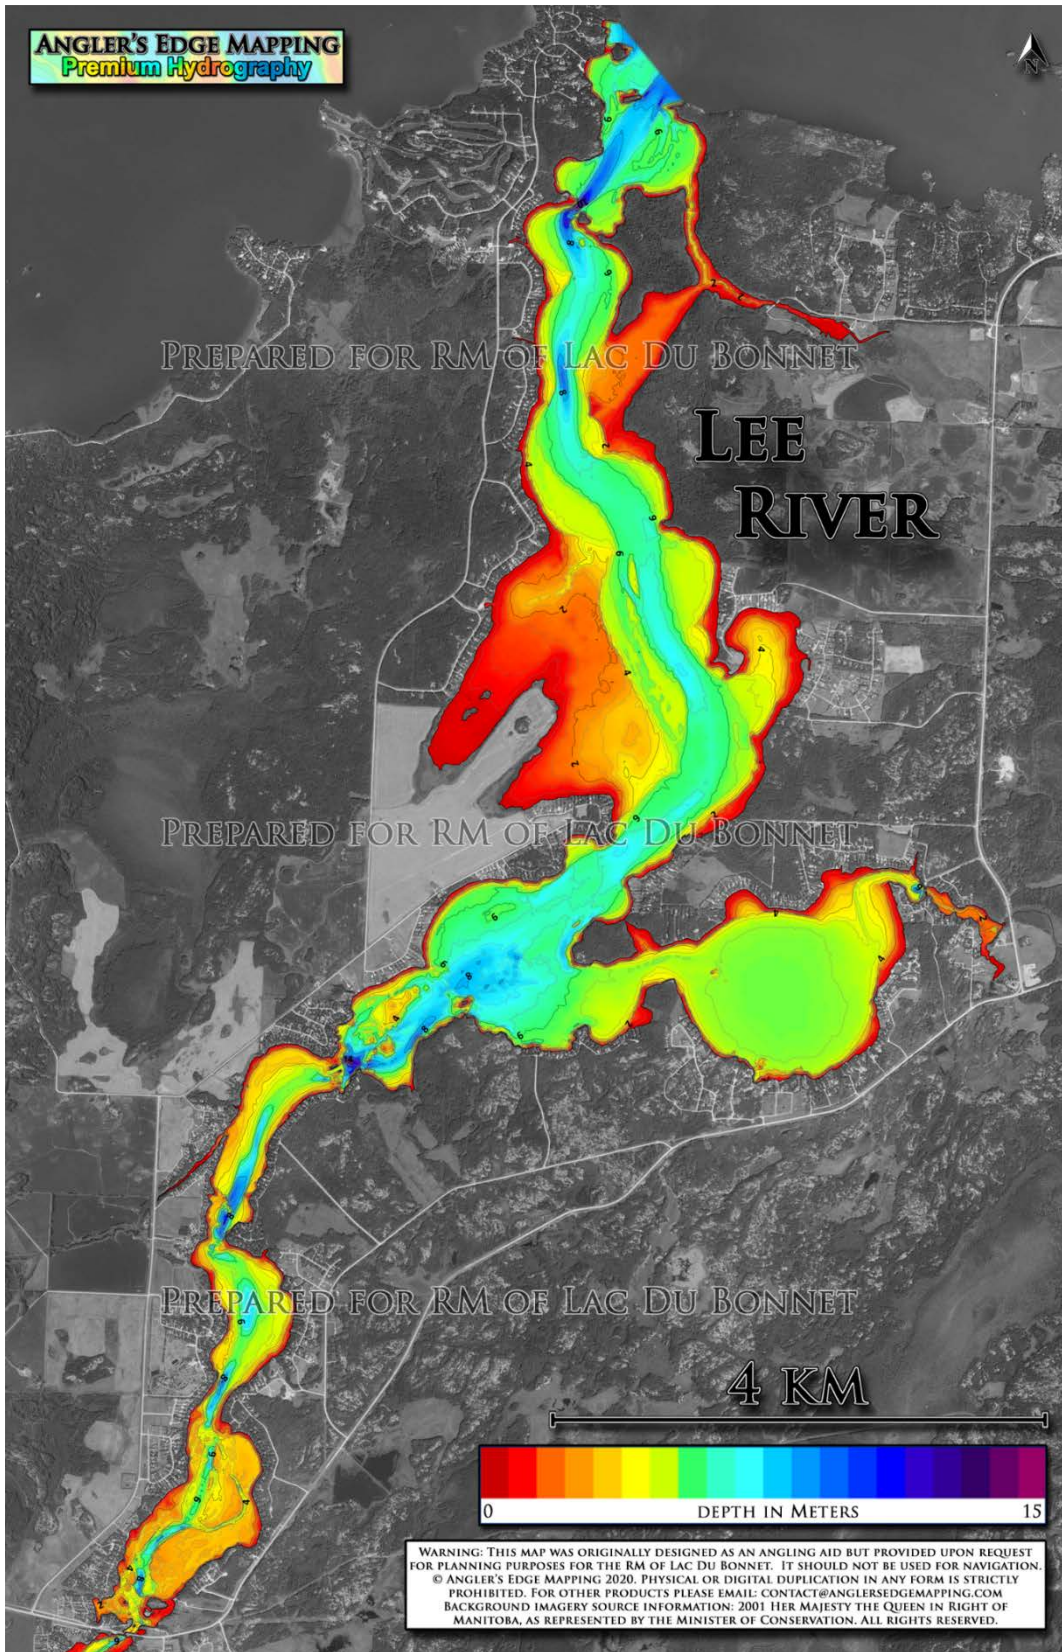 ANGLER'S EDGE MAPPING
Premium Hydrography
N
PREPARED FOR RM OF LAC DU BONNET
LEE
RIVER
PREPARED FOR RM OF LAC DU BONNET
PREPARED FOR RM OF LAC DU BONNET
4 KM
0 DEPTH IN METERS 15
WARNING: THIS MAP WAS ORIGINALLY DESIGNED AS AN ANGLING AID BUT PROVIDED UPON REQUEST
FOR PLANNING PURPOSES FOR THE RM OF LAC DU BONNET. IT SHOULD NOT BE USED FOR NAVIGATION.
© ANGLER'S EDGE MAPPING 2020. PHYSICAL OR DIGITAL DUPLICATION IN ANY FORM IS STRICTLY
PROHIBITED. FOR OTHER PRODUCTS PLEASE EMAIL: CONTACT@ANGLERSEDGEMAPPING.COM
BACKGROUND IMAGERY SOURCE INFORMATION: 2001 HER MAJESTY THE QUEEN IN RIGHT OF
MANITOBA, AS REPRESENTED BY THE MINISTER OF CONSERVATION. ALL RIGHTS RESERVED.